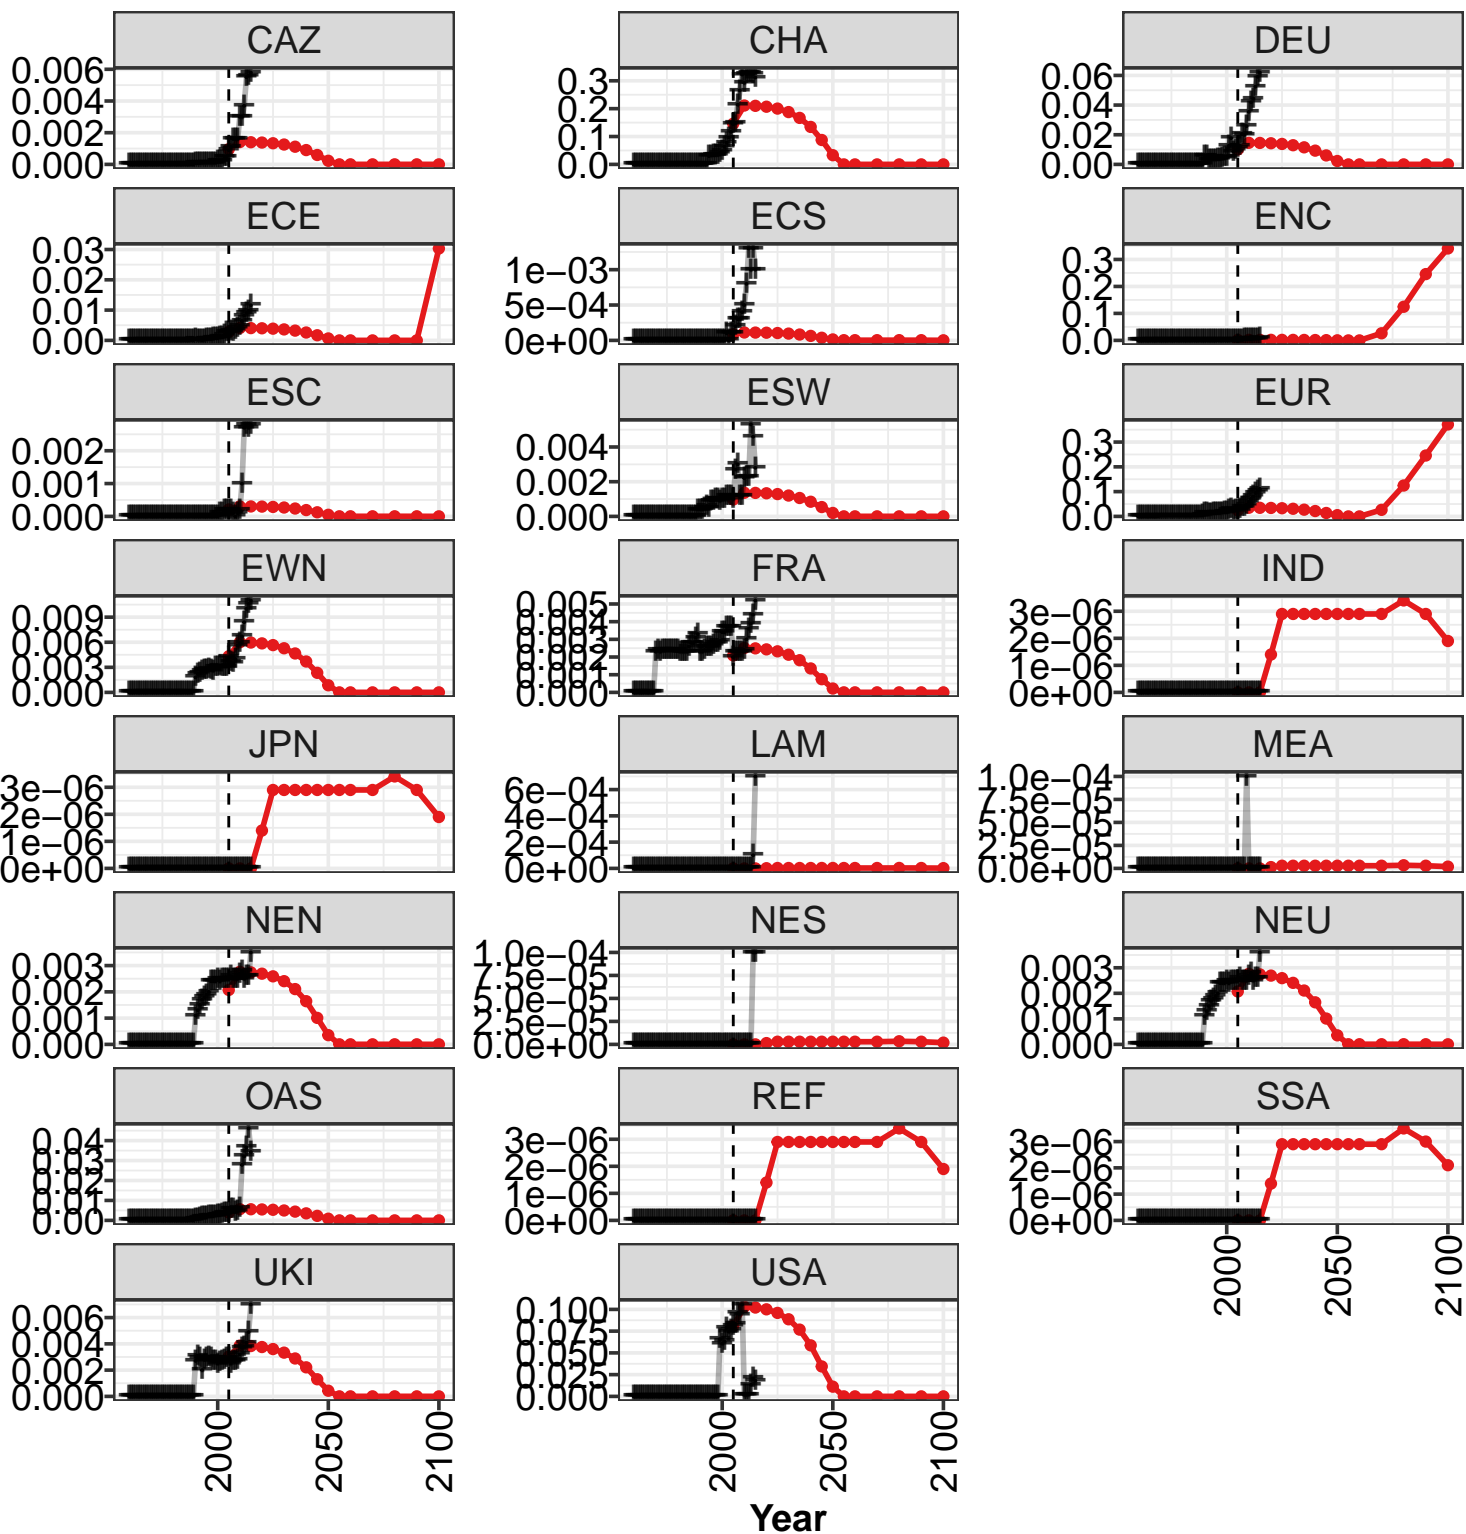 CAZ CHA DEU
0.006 0.3 0.06
0.004 0.2 0.04
0.002 0.1 0.02
0.000 0.0 0.00
ECE ECS ENC
0.03 1e−03 0.3
0.02 5e−04 0.2
0.01 0e+00 0.1
0.00 0.0
ESC ESW EUR
0.002 0.004 0.3
0.001 0.002 0.2
0.000 0.000 0.1
0.0
EWN FRA IND
0.009 0.005 3e−06
0.006 0.004 2e−06
0.003 0.003 1e−06
0.000 0.002 0e+00
0.001
0.000
JPN LAM MEA
3e−06 6e−04 1.0e−04
2e−06 4e−04 7.5e−05
1e−06 2e−04 5.0e−05
0e+00 0e+00 2.5e−05
0.0e+00
NEN NES NEU
0.003 1.0e−04 0.003
0.002 7.5e−05 0.002
0.001 5.0e−05 0.001
0.000 2.5e−05 0.000
0.0e+00
OAS REF SSA
0.04 3e−06 3e−06
0.03 2e−06 2e−06
0.02 1e−06 1e−06
0.01 0e+00 0e+00
0.00
2000 2050 2100
UKI USA
0.006 0.100
0.004 0.075
0.002 0.050
0.000 0.025
0.000
2000 2050 2100 2000 2050 2100
Year